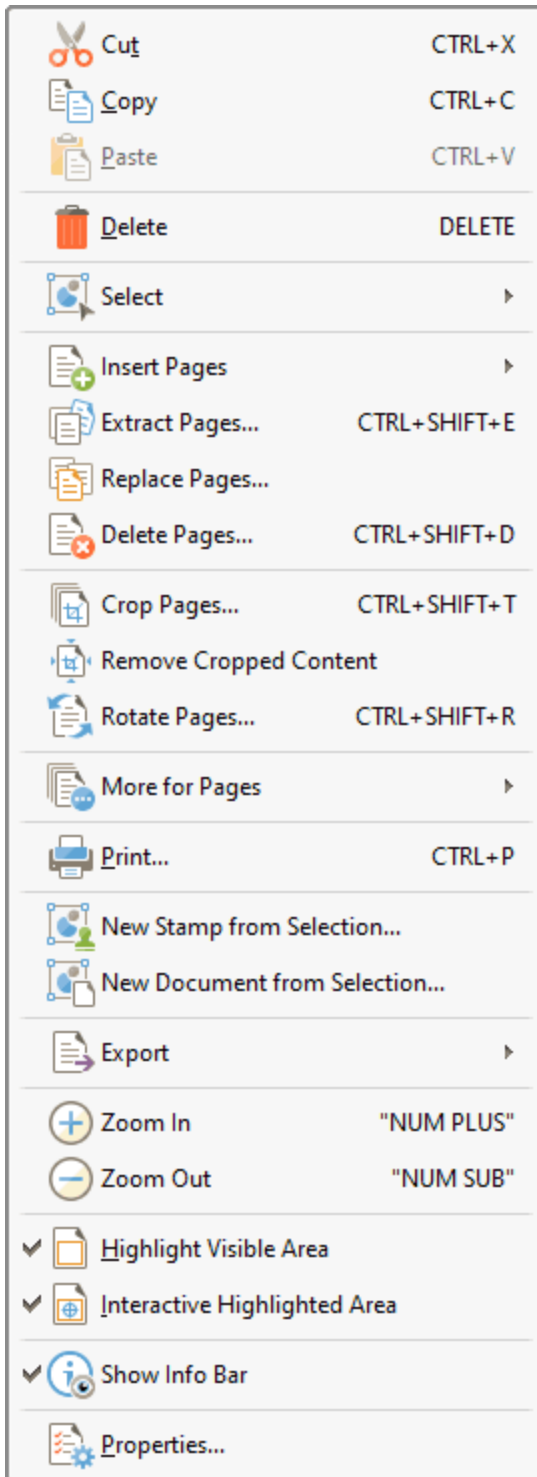 Cut CTRL+X
Copy CTRL+C
Paste CTRL+V
Delete DELETE
Select
Insert Pages
Extract Pages... CTRL+SHIFT+E
Replace Pages...
Delete Pages... CTRL+SHIFT+D
Crop Pages... CTRL+SHIFT+T
Remove Cropped Content
Rotate Pages... CTRL+SHIFT+R
More for Pages
Print... CTRL+P
New Stamp from Selection...
New Document from Selection...
Export
Zoom In "NUM PLUS"
Zoom Out "NUM SUB"
Highlight Visible Area
Interactive Highlighted Area
Show Info Bar
Properties...